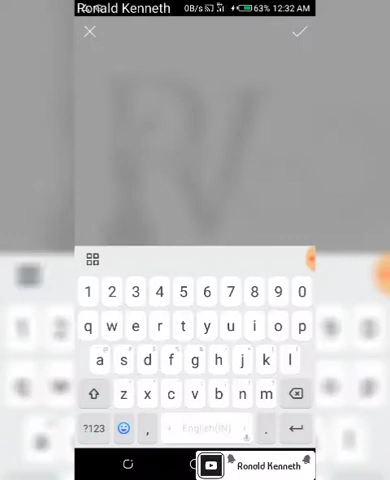 Ronald Kenneth 0B/s 63% 12:32 AM
1 2 3 4 5 6 7 8 9 0
q w e r t y u i o p
a s d f g h j k l
z x c v b n m
?123 , English(IN) .
Ronald Kenneth